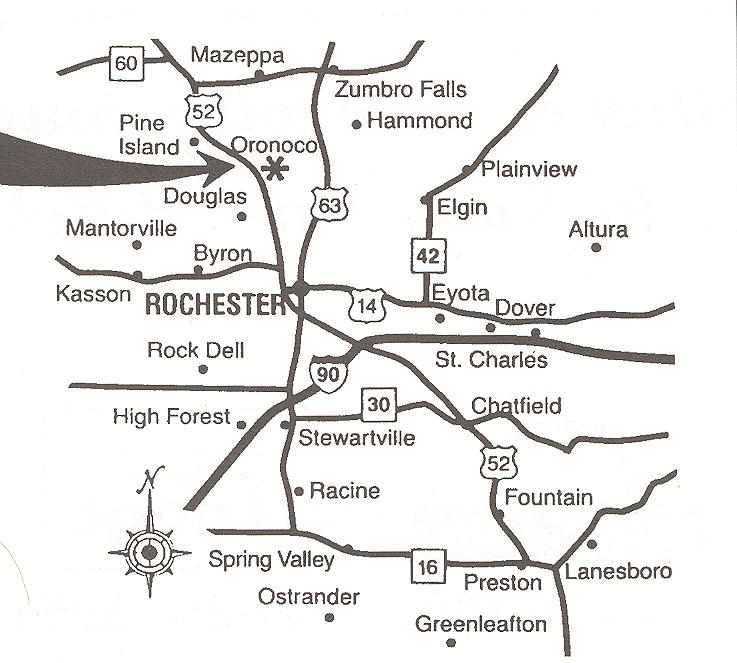 60
Mazeppa
Zumbro Falls
52
Pine
Island
Oronoco
Hammond
Plainview
Douglas
63
Elgin
Mantorville
Altura
Byron
42
Kasson
ROCHESTER
14
Eyota
Dover
Rock Dell
St. Charles
90
30
Chatfield
High Forest
Stewartville
52
N
Racine
Fountain
Spring Valley
16
Preston
Lanesboro
Ostrander
Greenleafton